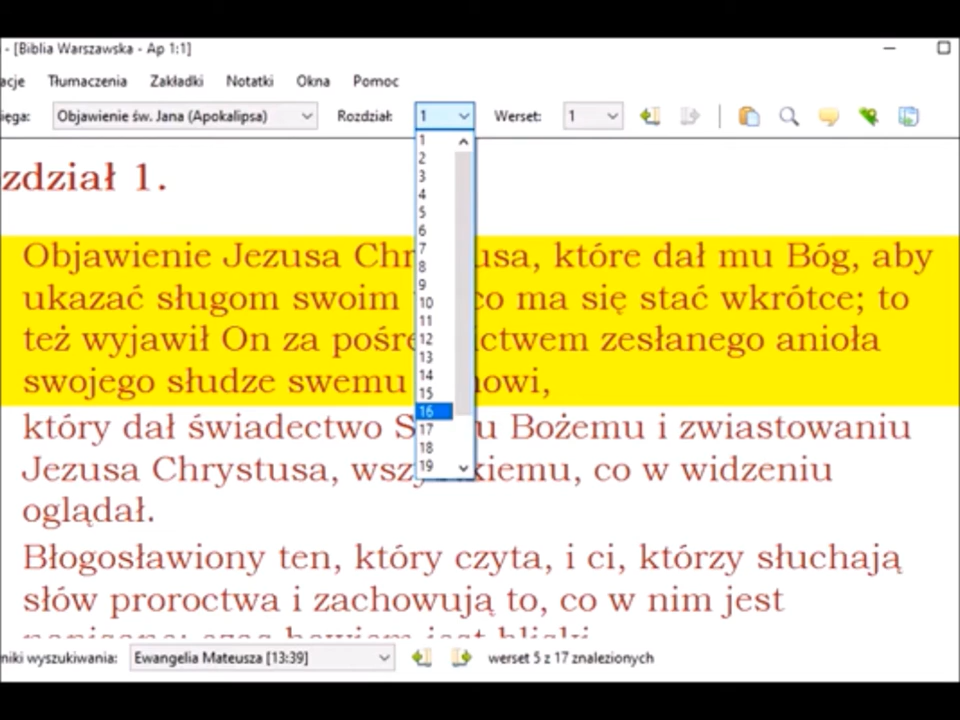 - [Biblia Warszawska - Ap 1:1]
acje Tłumaczenia Zakładki Notatki Okna Pomoc
ięga: Objawienie św. Jana (Apokalipsa) Rozdział: 1 Werset: 1
1
2
3
4
5
6
7
8
9
10
11
12
13
14
15
16
17
18
19
zdział 1.
Objawienie Jezusa Chr usa, które dał mu Bóg, aby
ukazać sługom swoim co ma się stać wkrótce; to
też wyjawił On za pośre ictwem zesłanego anioła
swojego słudze swemu nowi,
który dał świadectwo S u Bożemu i zwiastowaniu
Jezusa Chrystusa, wszy kiemu, co w widzeniu
oglądał.
Błogosławiony ten, który czyta, i ci, którzy słuchają
słów proroctwa i zachowują to, co w nim jest
niki wyszukiwania: Ewangelia Mateusza [13:39] werset 5 z 17 znalezionych